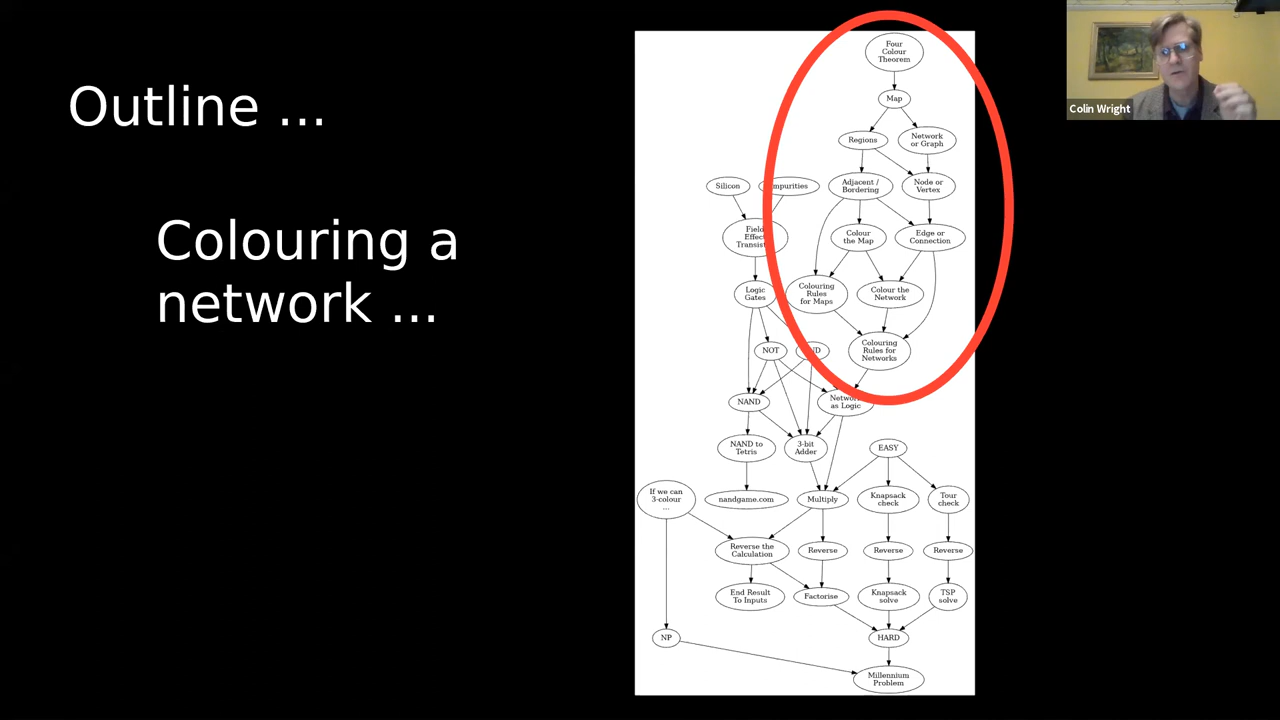 Outline ...
Colouring a
network ...
Four
Colour
Theorem
Map
Regions
Network
or Graph
Silicon
Impurities
Adjacent /
Bordering
Node or
Vertex
Field
Effect
Colour
the Map
Edge or
Connection
Logic
Gates
Colouring
Rules
for Maps
Colour the
Network
NOT
Colouring
Rules for
Networks
NAND
as Logic
NAND to
Tetris
3-bit
Adder
EASY
If we can
3-colour
...
nandgame.com
Multiply
Knapsack
check
Tour
check
Reverse the
Calculation
Reverse
Reverse
Reverse
End Result
To Inputs
Factorise
Knapsack
solve
TSP
solve
NP
HARD
Millennium
Problem
Colin Wright